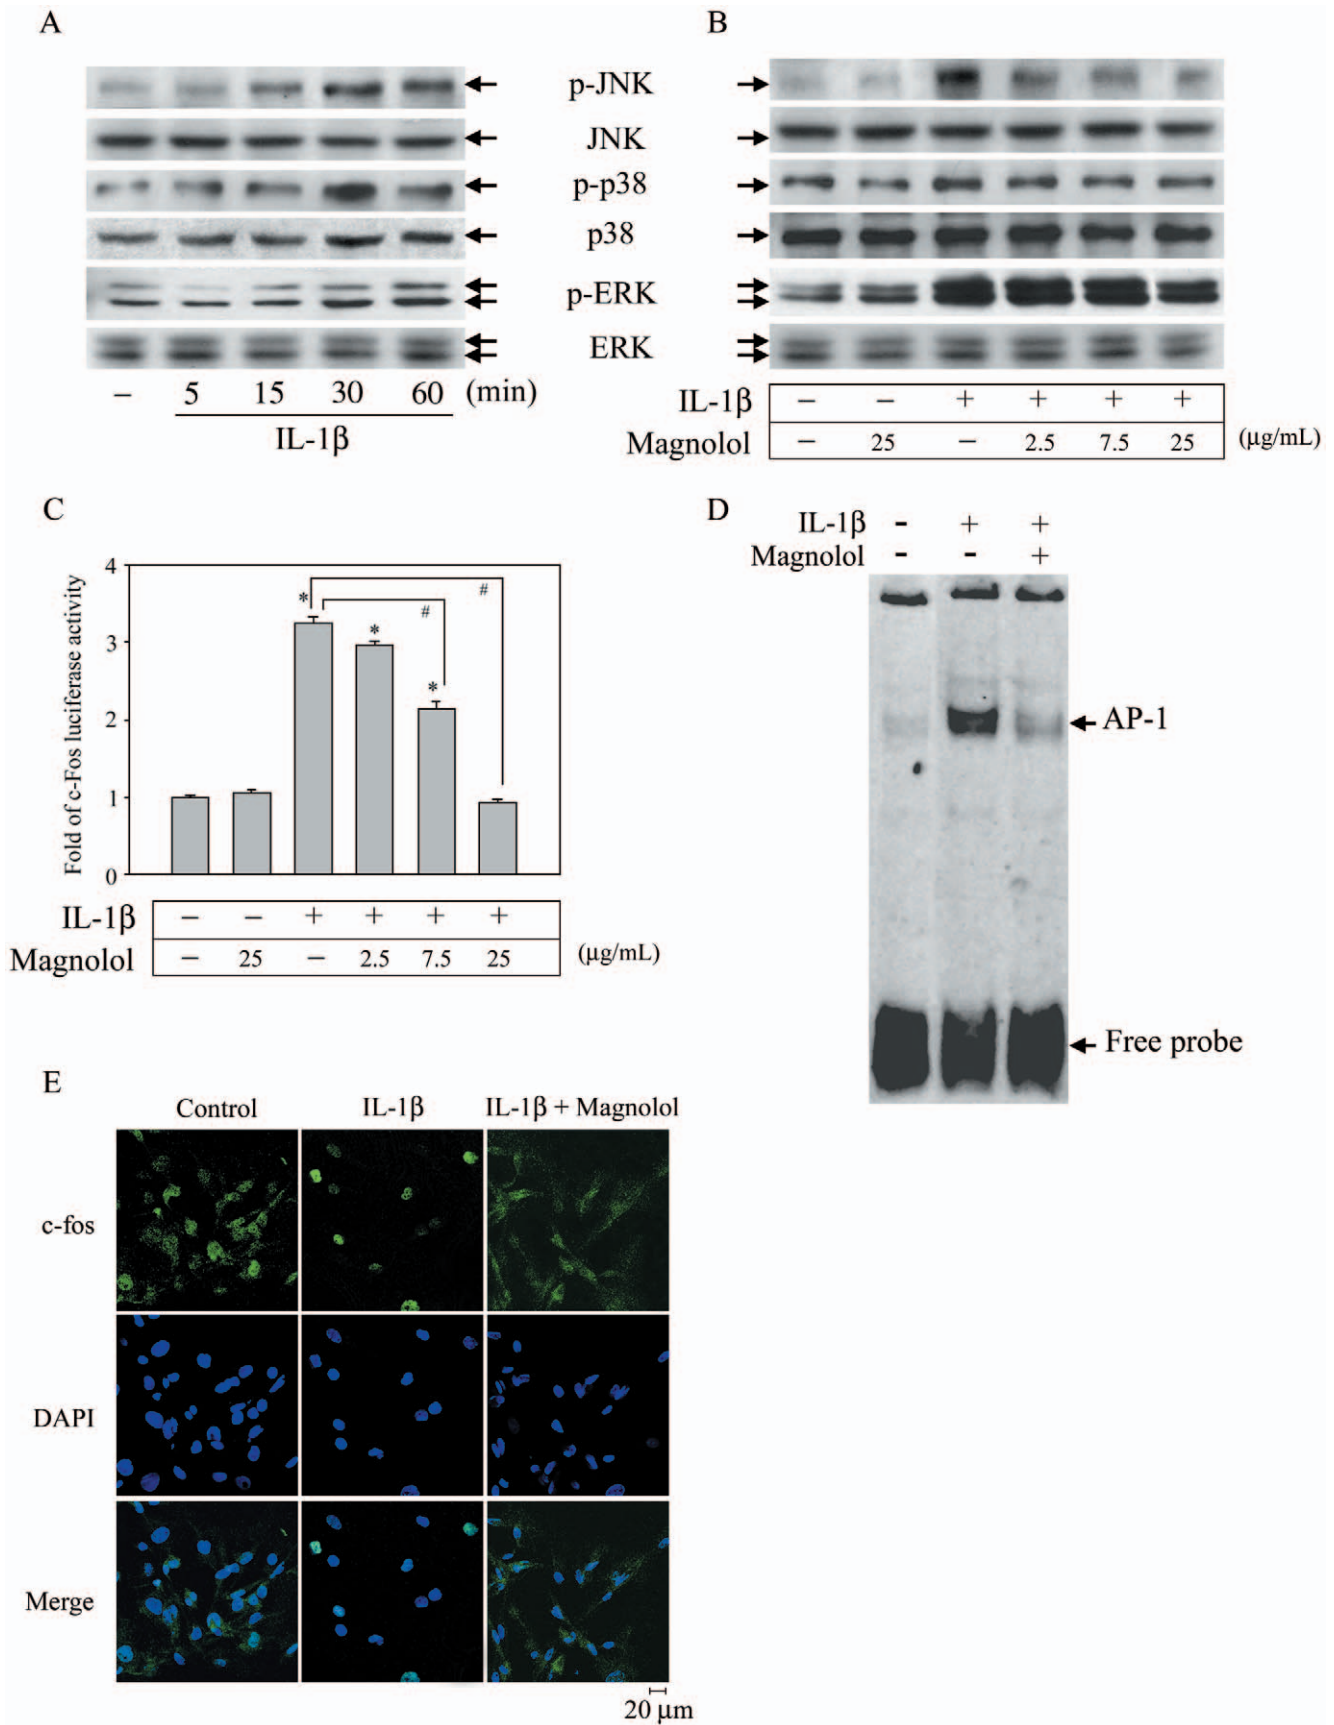 A
B
p-JNK
JNK
p-p38
p38
p-ERK
ERK
– 5 15 30 60 (min)
IL-1β
IL-1β – – + + + +
Magnolol – 25 – 2.5 7.5 25 (μg/mL)
C
Fold of c-Fos luciferase activity
4
3
2
1
0
* * *
# #
IL-1β – – + + + +
Magnolol – 25 – 2.5 7.5 25 (μg/mL)
D
IL-1β - + +
Magnolol - - +
AP-1
Free probe
E
Control IL-1β IL-1β + Magnolol
c-fos
DAPI
Merge
20 μm